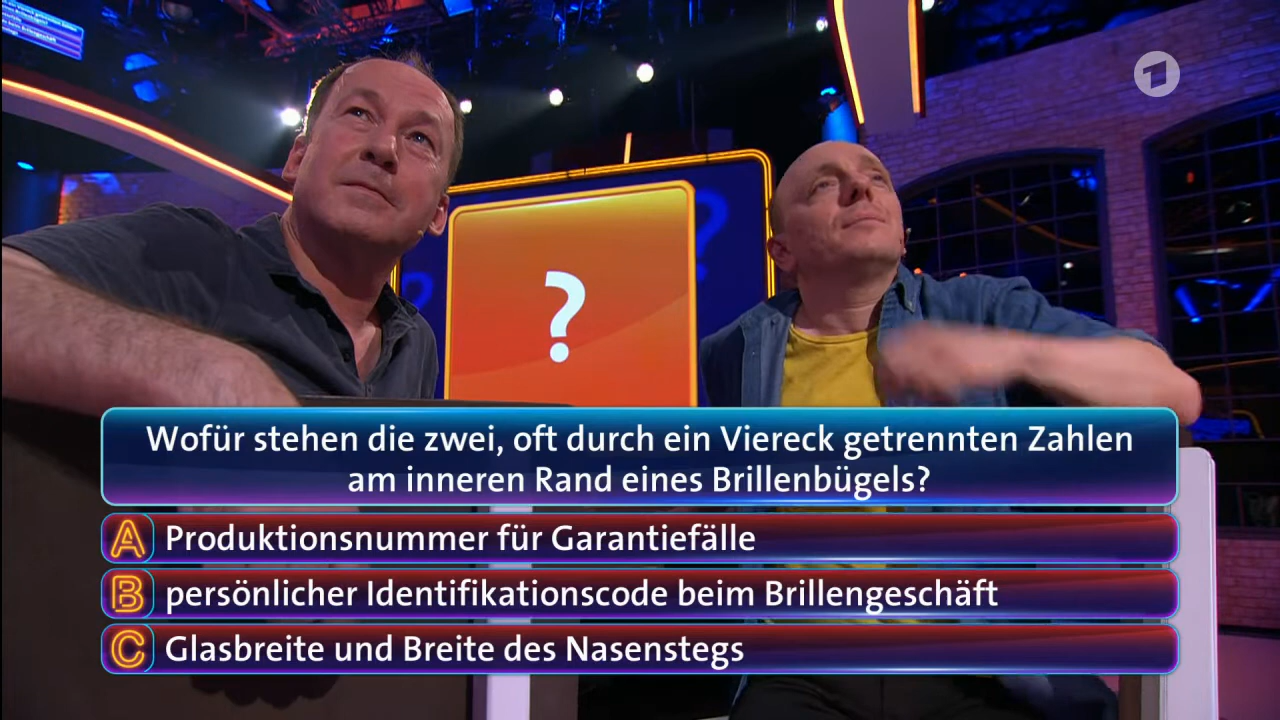 1
?
Wofür stehen die zwei, oft durch ein Viereck getrennten Zahlen
am inneren Rand eines Brillenbügels?
A Produktionsnummer für Garantiefälle
B persönlicher Identifikationscode beim Brillengeschäft
C Glasbreite und Breite des Nasenstegs